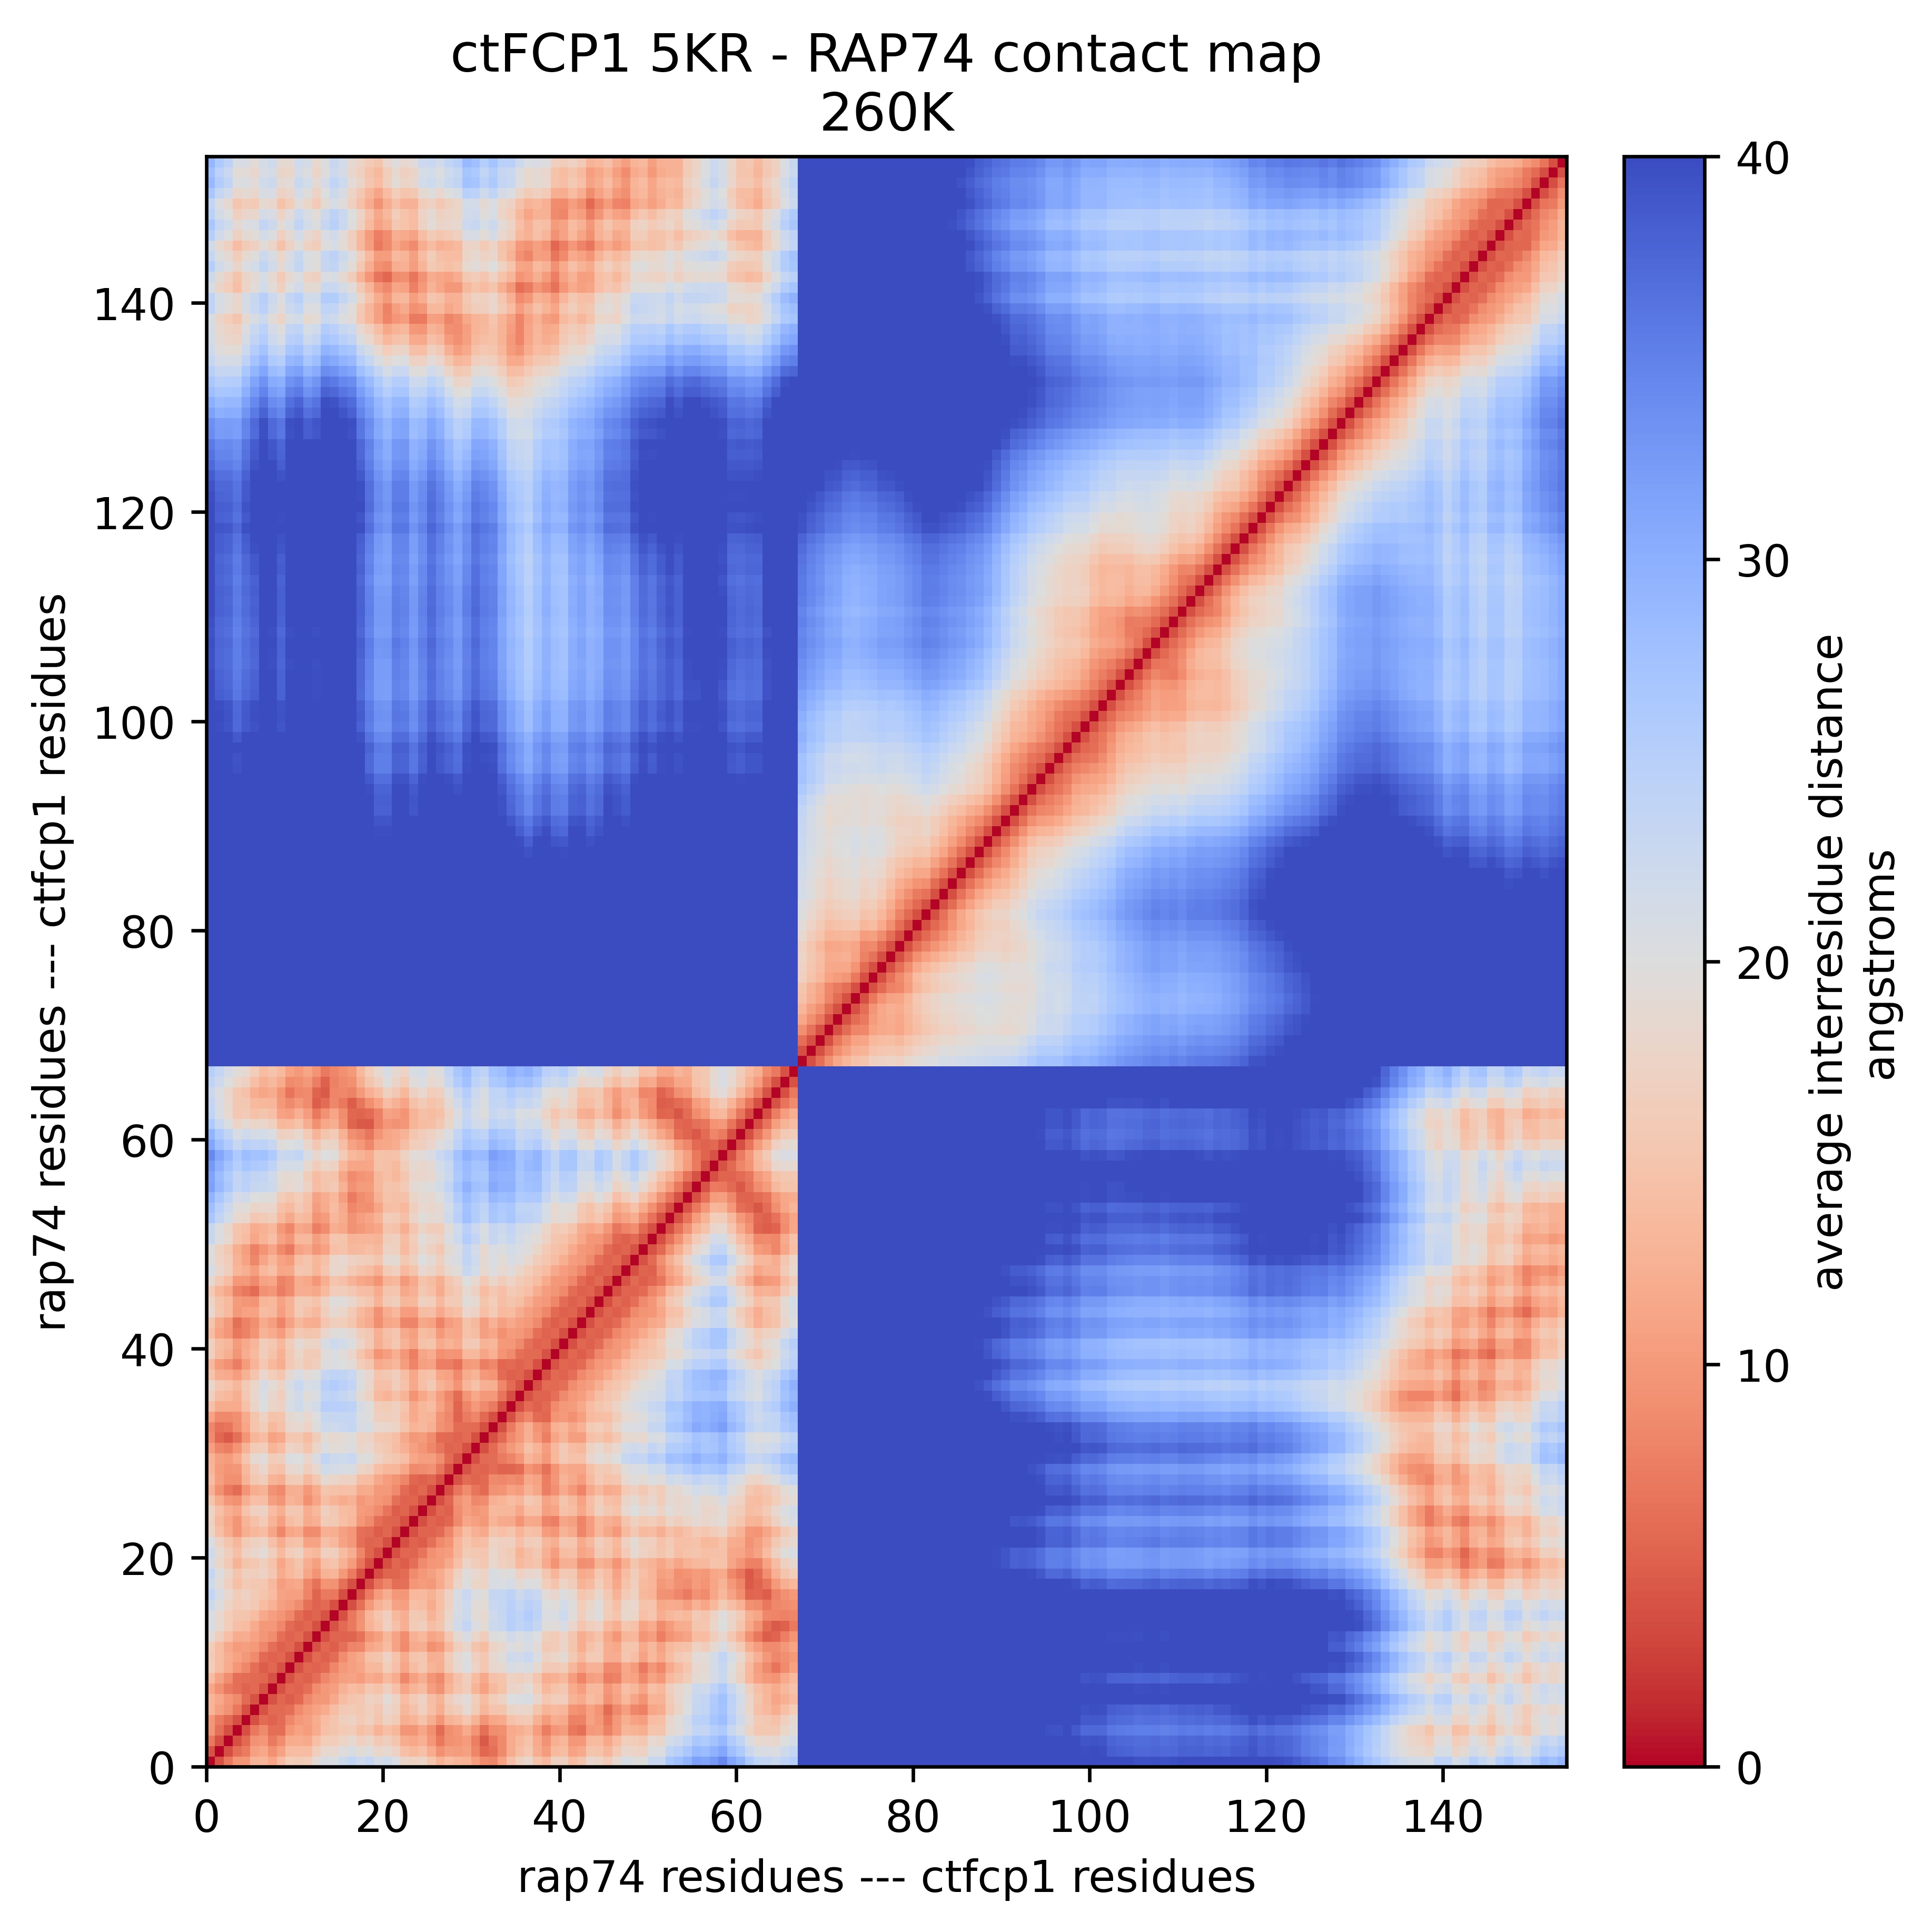 ctFCP1 5KR - RAP74 contact map
260K
140
120
100
80
60
40
20
0
rap74 residues --- ctfcp1 residues
0 20 40 60 80 100 120 140
rap74 residues --- ctfcp1 residues
40
30
20
10
0
average interresidue distance
angstroms